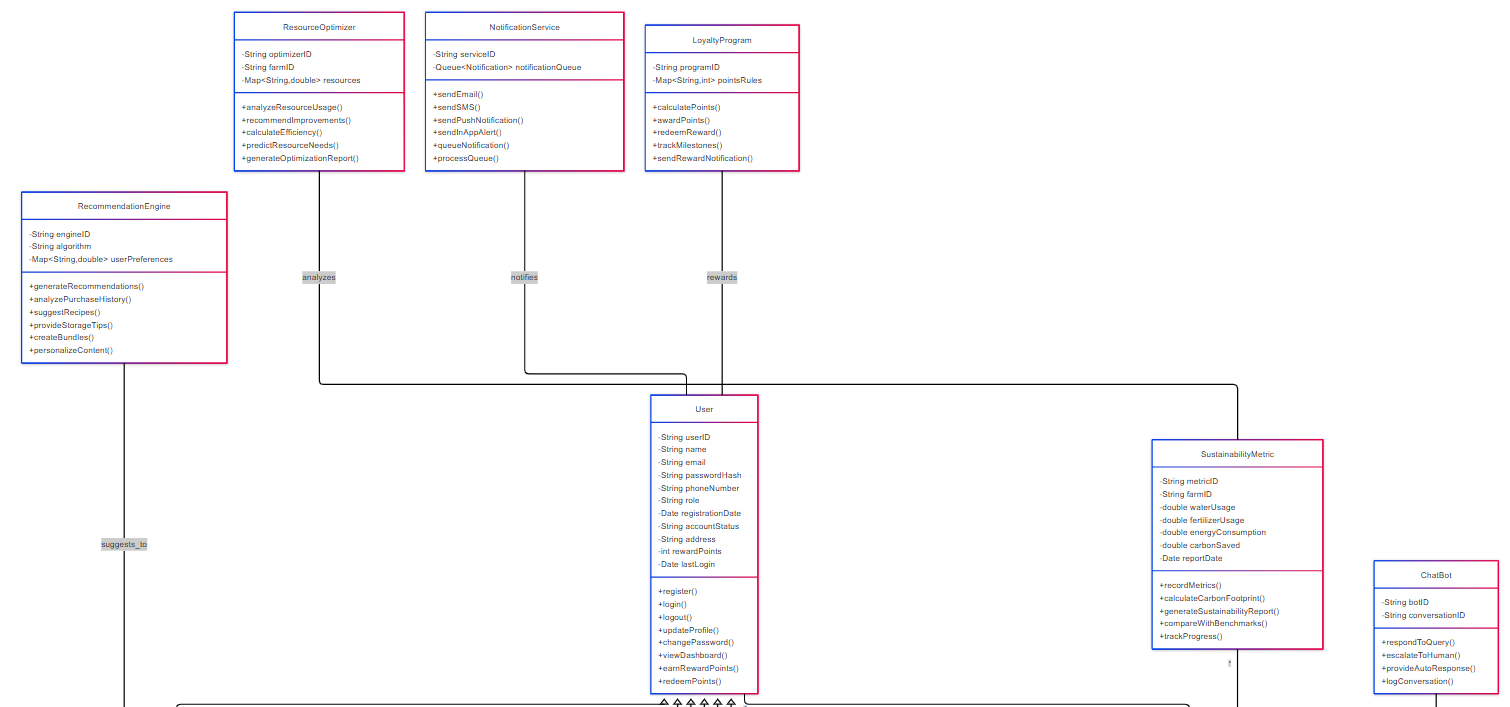 ResourceOptimizer
-String optimizerID
-String farmID
-Map<String,double> resources
+analyzeResourceUsage()
+recommendImprovements()
+calculateEfficiency()
+predictResourceNeeds()
+generateOptimizationReport()
NotificationService
-String serviceID
-Queue<Notification> notificationQueue
+sendEmail()
+sendSMS()
+sendPushNotification()
+sendInAppAlert()
+queueNotification()
+processQueue()
LoyaltyProgram
-String programID
-Map<String,int> pointsRules
+calculatePoints()
+awardPoints()
+redeemReward()
+trackMilestones()
+sendRewardNotification()
RecommendationEngine
-String engineID
-String algorithm
-Map<String,double> userPreferences
+generateRecommendations()
+analyzePurchaseHistory()
+suggestRecipes()
+provideStorageTips()
+createBundles()
+personalizeContent()
analyzes
notifies
rewards
suggests_to
User
-String userID
-String name
-String email
-String passwordHash
-String phoneNumber
-String role
-Date registrationDate
-String accountStatus
-String address
-int rewardPoints
-Date lastLogin
+register()
+login()
+logout()
+updateProfile()
+changePassword()
+viewDashboard()
+earnRewardPoints()
+redeemPoints()
SustainabilityMetric
-String metricID
-String farmID
-double waterUsage
-double fertilizerUsage
-double energyConsumption
-double carbonSaved
-Date reportDate
+recordMetrics()
+calculateCarbonFootprint()
+generateSustainabilityReport()
+compareWithBenchmarks()
+trackProgress()
ChatBot
-String botID
-String conversationID
+respondToQuery()
+escalateToHuman()
+provideAutoResponse()
+logConversation()